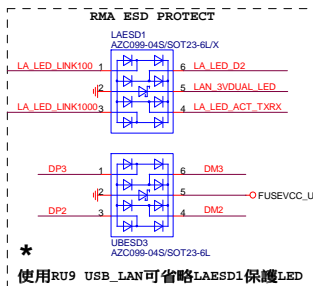 RMA ESD PROTECT
LAESD1
AZC099-04S/SOT23-6L/X
LA_LED_LINK100 1 6 LA_LED_D2
2 5 LAN_3VDUAL_LED
LA_LED_LINK1000 3 4 LA_LED_ACT_TXRX
DP3 1 6 DM3
2 5 FUSEVCC_U
DP2 3 4 DM2
UBESD3
AZC099-04S/SOT23-6L
*
使用RU9 USB_LAN可省略LAESD1保護LED